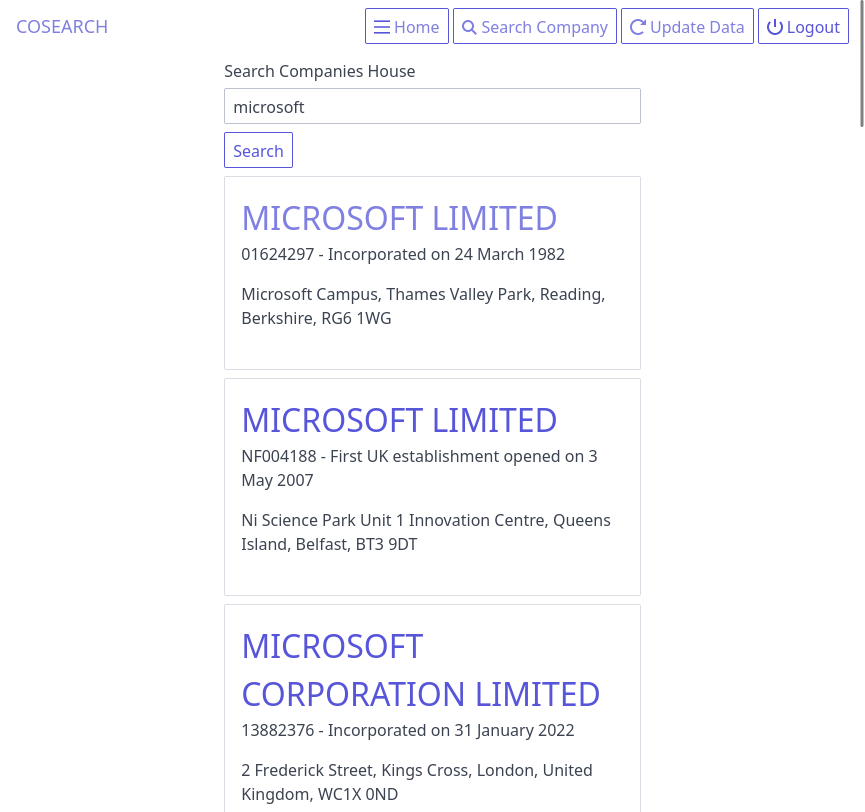 COSEARCH
Home
Search Company
Update Data
Logout
Search Companies House
microsoft
Search
MICROSOFT LIMITED
01624297 - Incorporated on 24 March 1982
Microsoft Campus, Thames Valley Park, Reading,
Berkshire, RG6 1WG
MICROSOFT LIMITED
NF004188 - First UK establishment opened on 3
May 2007
Ni Science Park Unit 1 Innovation Centre, Queens
Island, Belfast, BT3 9DT
MICROSOFT
CORPORATION LIMITED
13882376 - Incorporated on 31 January 2022
2 Frederick Street, Kings Cross, London, United
Kingdom, WC1X 0ND